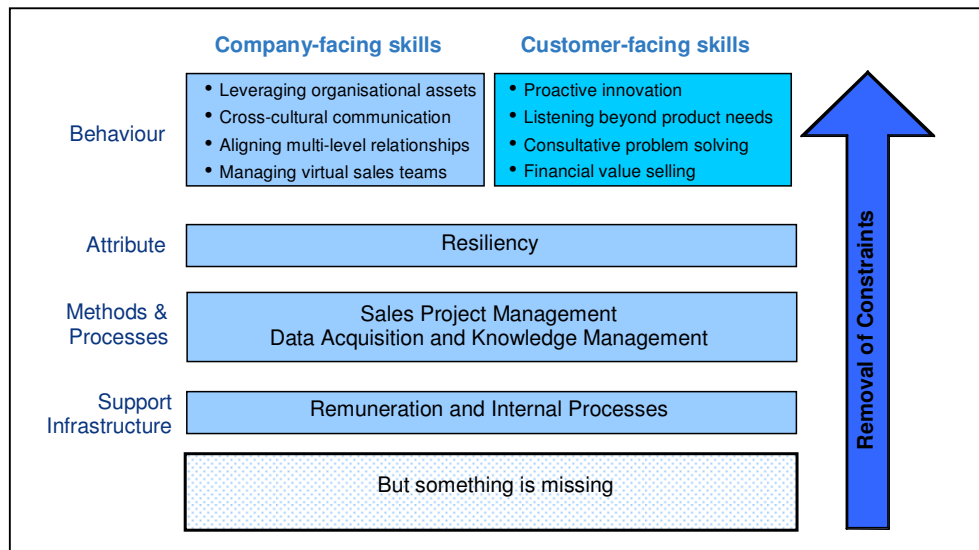 Company-facing skills
Customer-facing skills
Behaviour
• Leveraging organisational assets
• Cross-cultural communication
• Aligning multi-level relationships
• Managing virtual sales teams
• Proactive innovation
• Listening beyond product needs
• Consultative problem solving
• Financial value selling
Attribute
Resiliency
Methods &
Processes
Sales Project Management
Data Acquisition and Knowledge Management
Support
Infrastructure
Remuneration and Internal Processes
But something is missing
Removal of Constraints